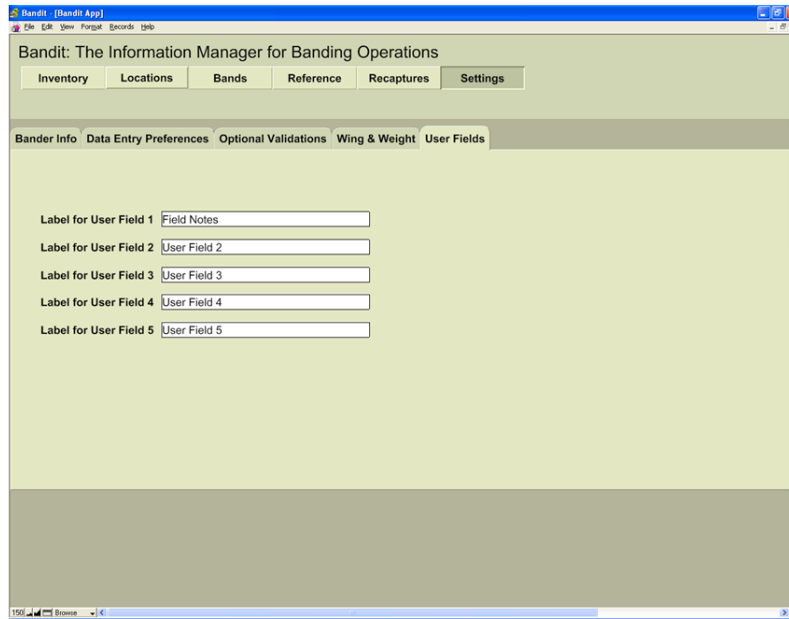 Bandit - [Bandit App]
File Edit View Format Records Help
Bandit: The Information Manager for Banding Operations
Inventory Locations Bands Reference Recaptures Settings
Bander Info Data Entry Preferences Optional Validations Wing & Weight User Fields
Label for User Field 1 Field Notes
Label for User Field 2 User Field 2
Label for User Field 3 User Field 3
Label for User Field 4 User Field 4
Label for User Field 5 User Field 5
150 Browse